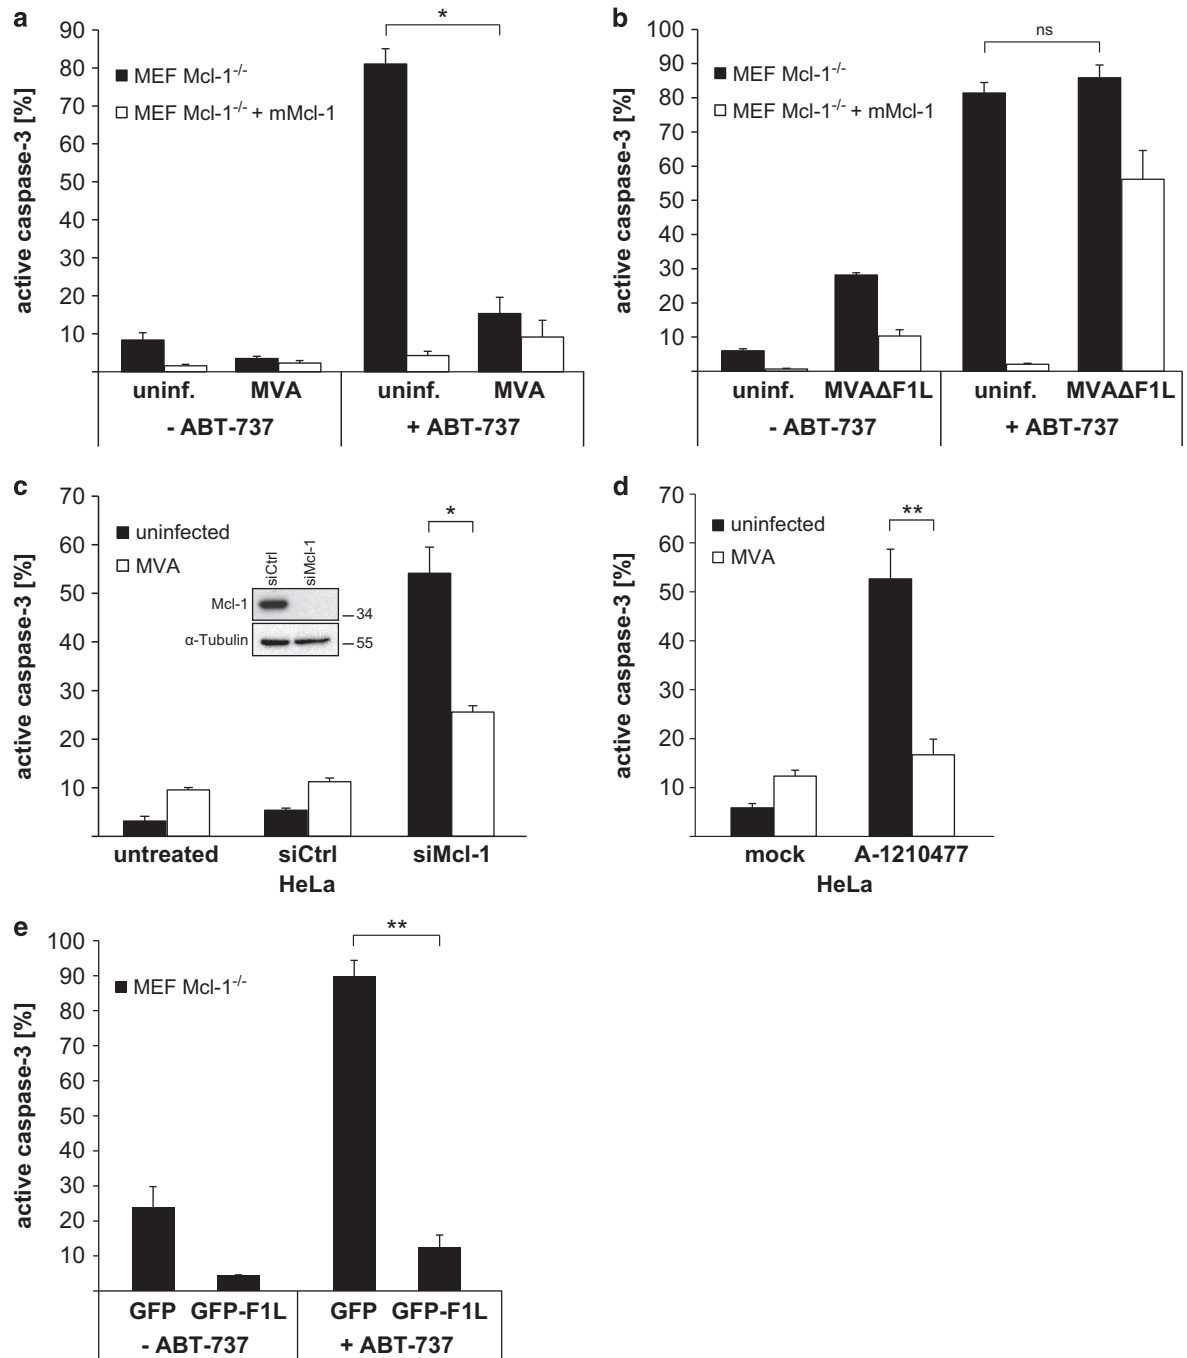 a
active caspase-3 [%]
90
80
70
60
50
40
30
20
10
MEF Mcl-1-/-
MEF Mcl-1-/- + mMcl-1
*
uninf. MVA uninf. MVA
- ABT-737 + ABT-737
b
active caspase-3 [%]
100
90
80
70
60
50
40
30
20
10
MEF Mcl-1-/-
MEF Mcl-1-/- + mMcl-1
ns
uninf. MVAΔF1L uninf. MVAΔF1L
- ABT-737 + ABT-737
c
active caspase-3 [%]
70
60
50
40
30
20
10
uninfected
MVA
siCtrl
siMcl-1
Mcl-1
34
α-Tubulin
55
*
untreated siCtrl siMcl-1
HeLa
d
active caspase-3 [%]
70
60
50
40
30
20
10
uninfected
MVA
**
mock A-1210477
HeLa
e
active caspase-3 [%]
100
90
80
70
60
50
40
30
20
10
MEF Mcl-1-/-
**
GFP GFP-F1L GFP GFP-F1L
- ABT-737 + ABT-737